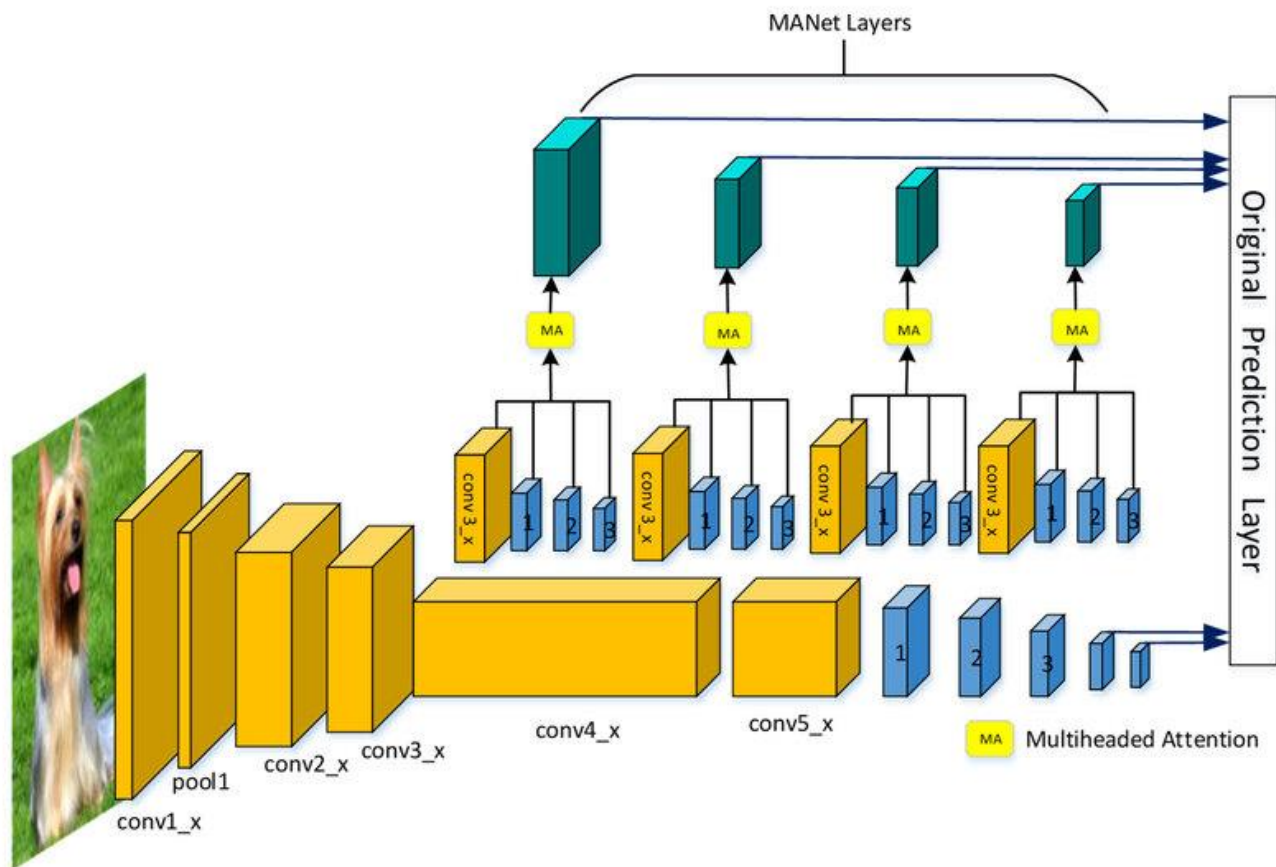 MANet Layers
MA
MA
MA
MA
conv 3_x
1
2
3
conv 3_x
1
2
3
conv 3_x
1
2
3
conv 3_x
1
2
3
Original Prediction Layer
1
2
3
conv1_x
pool1
conv2_x
conv3_x
conv4_x
conv5_x
MA Multiheaded Attention